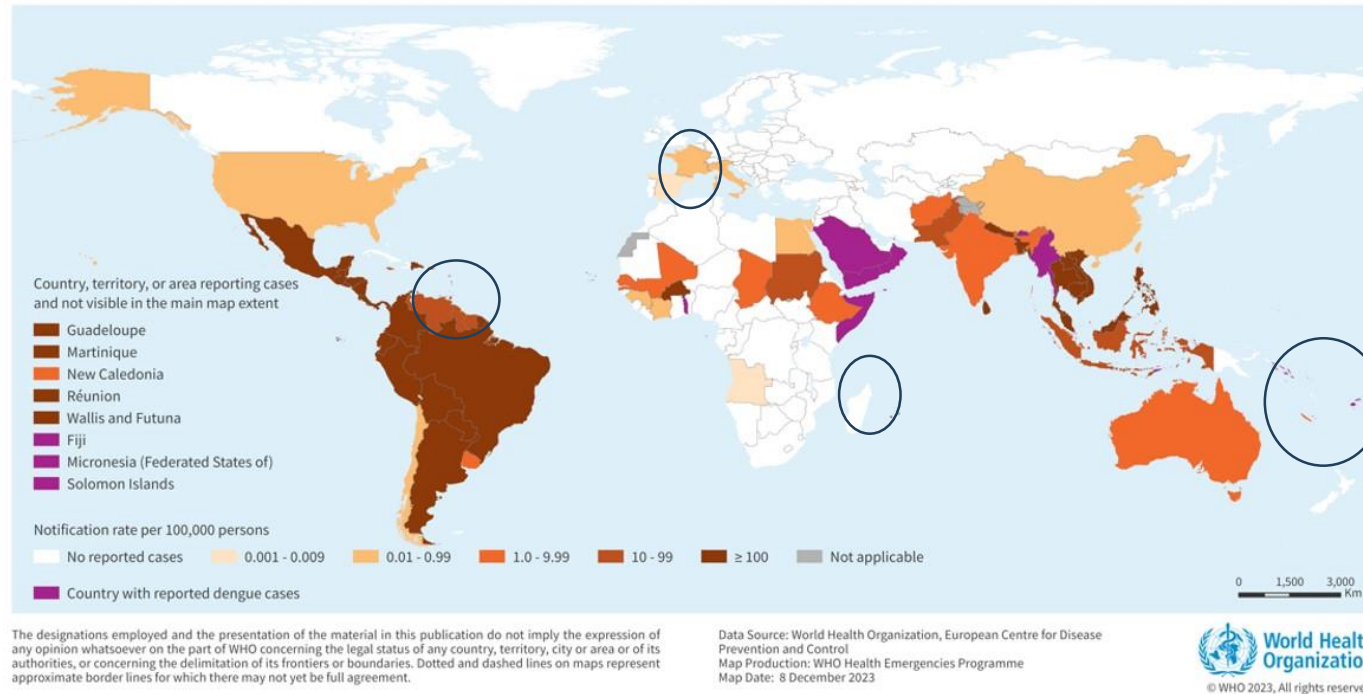 Country, territory, or area reporting cases
and not visible in the main map extent
Guadeloupe
Martinique
New Caledonia
Réunion
Wallis and Futuna
Fiji
Micronesia (Federated States of)
Solomon Islands
Notification rate per 100,000 persons
No reported cases 0.001 - 0.009 0.01 - 0.99 1.0 - 9.99 10 - 99 ≥ 100 Not applicable
Country with reported dengue cases
0 1,500 3,000
Km
The designations employed and the presentation of the material in this publication do not imply the expression of
any opinion whatsoever on the part of WHO concerning the legal status of any country, territory, city or area or of its
authorities, or concerning the delimitation of its frontiers or boundaries. Dotted and dashed lines on maps represent
approximate border lines for which there may not yet be full agreement.
Data Source: World Health Organization, European Centre for Disease
Prevention and Control
Map Production: WHO Health Emergencies Programme
Map Date: 8 December 2023
World Healt
Organizatio
© WHO 2023, All rights reserve